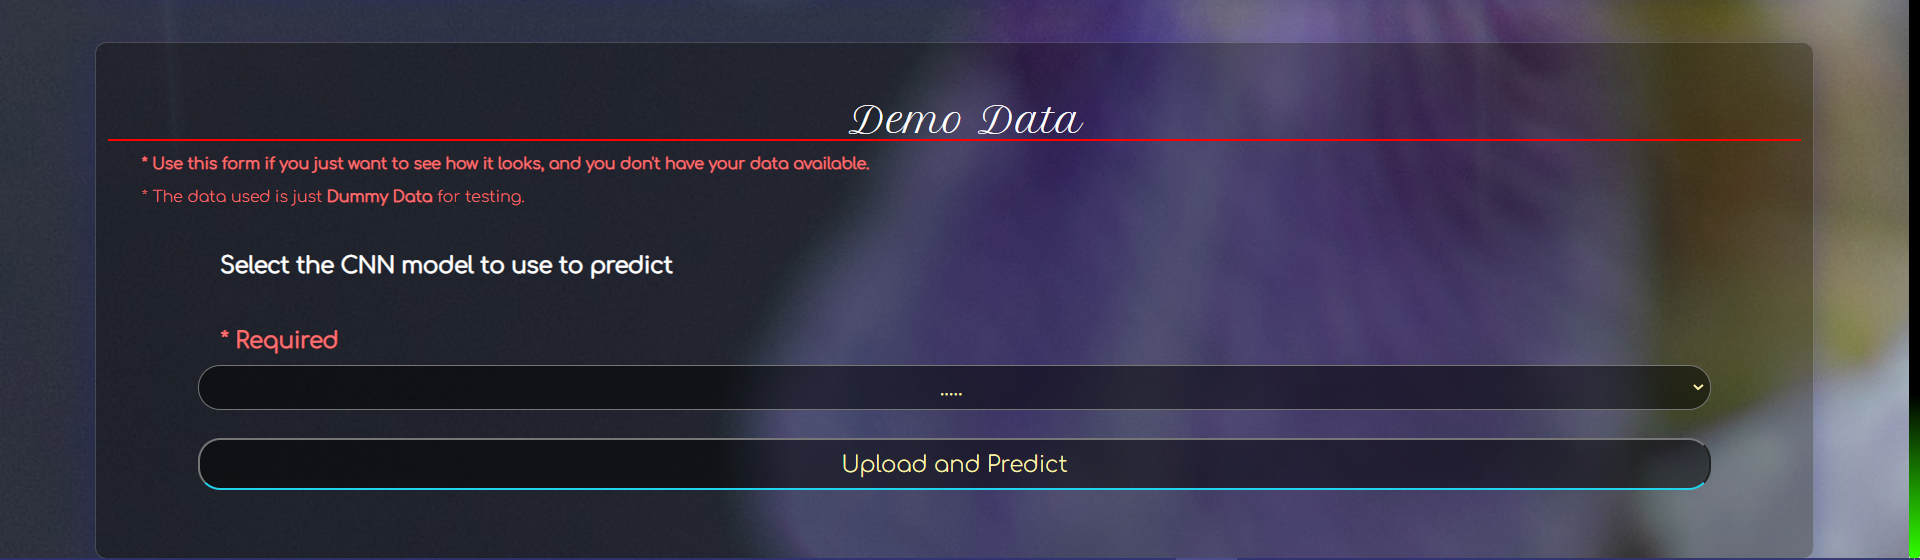 Demo Data
* Use this form if you just want to see how it looks, and you don't have your data available.
* The data used is just Dummy Data for testing.
Select the CNN model to use to predict
* Required
.....
Upload and Predict